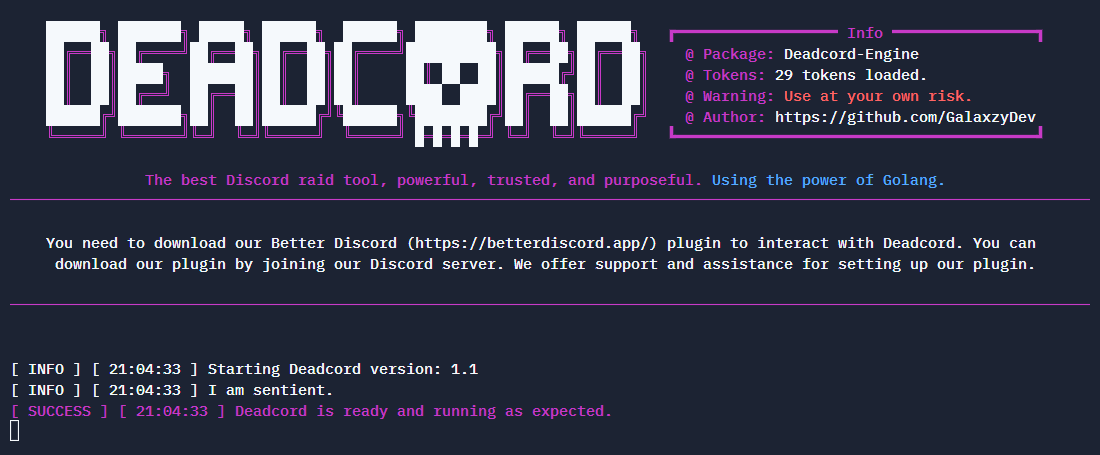 DEADCORD
Info
@ Package: Deadcord-Engine
@ Tokens: 29 tokens loaded.
@ Warning: Use at your own risk.
@ Author: https://github.com/GalaxzyDev
The best Discord raid tool, powerful, trusted, and purposeful. Using the power of Golang.
You need to download our Better Discord (https://betterdiscord.app/) plugin to interact with Deadcord. You can
download our plugin by joining our Discord server. We offer support and assistance for setting up our plugin.
[ INFO ] [ 21:04:33 ] Starting Deadcord version: 1.1
[ INFO ] [ 21:04:33 ] I am sentient.
[ SUCCESS ] [ 21:04:33 ] Deadcord is ready and running as expected.